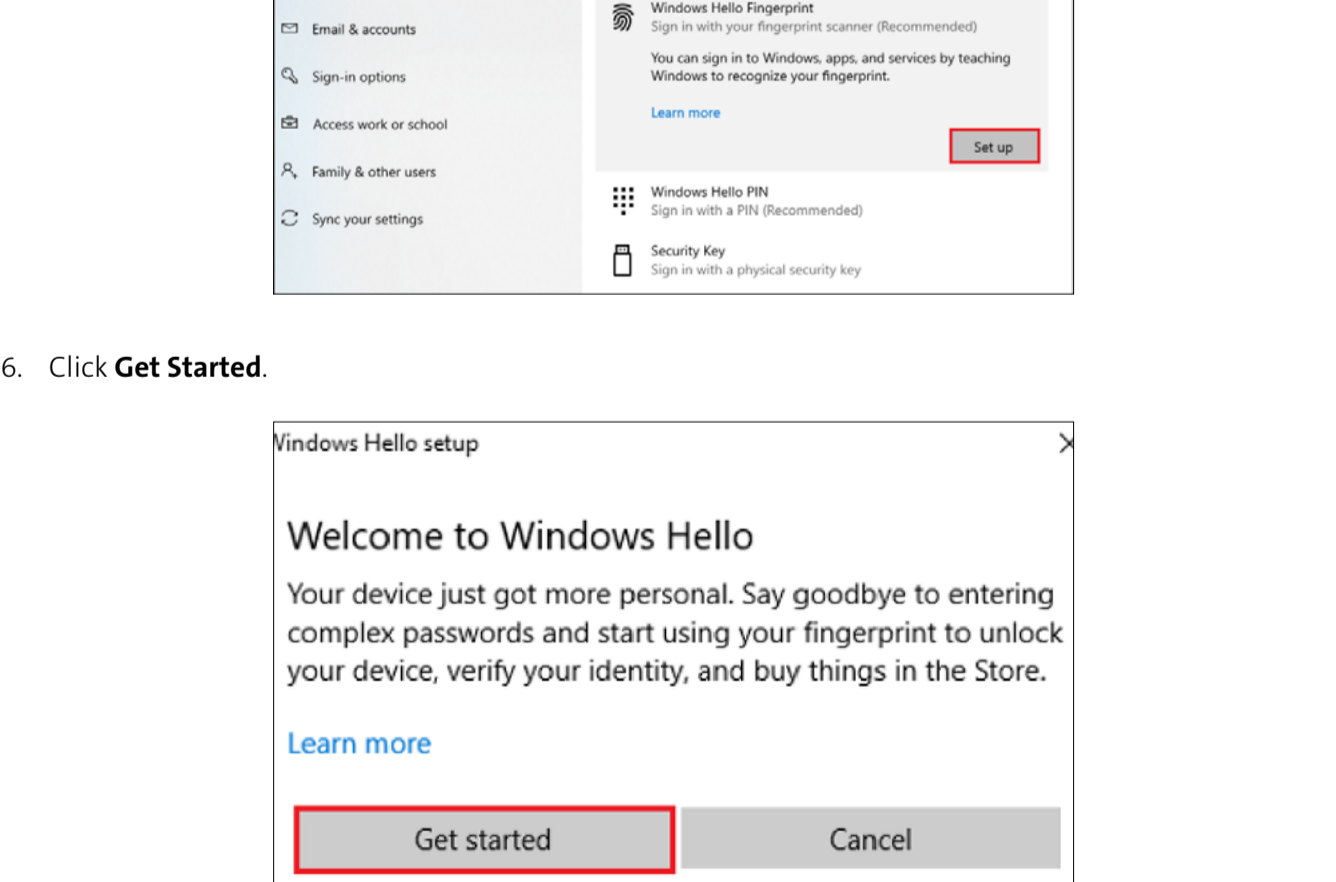 Email & accounts
Sign-in options
Access work or school
Family & other users
Sync your settings
Windows Hello Fingerprint
Sign in with your fingerprint scanner (Recommended)
You can sign in to Windows, apps, and services by teaching
Windows to recognize your fingerprint.
Learn more
Set up
Windows Hello PIN
Sign in with a PIN (Recommended)
Security Key
Sign in with a physical security key
6. Click Get Started.
Windows Hello setup
Welcome to Windows Hello
Your device just got more personal. Say goodbye to entering
complex passwords and start using your fingerprint to unlock
your device, verify your identity, and buy things in the Store.
Learn more
Get started
Cancel